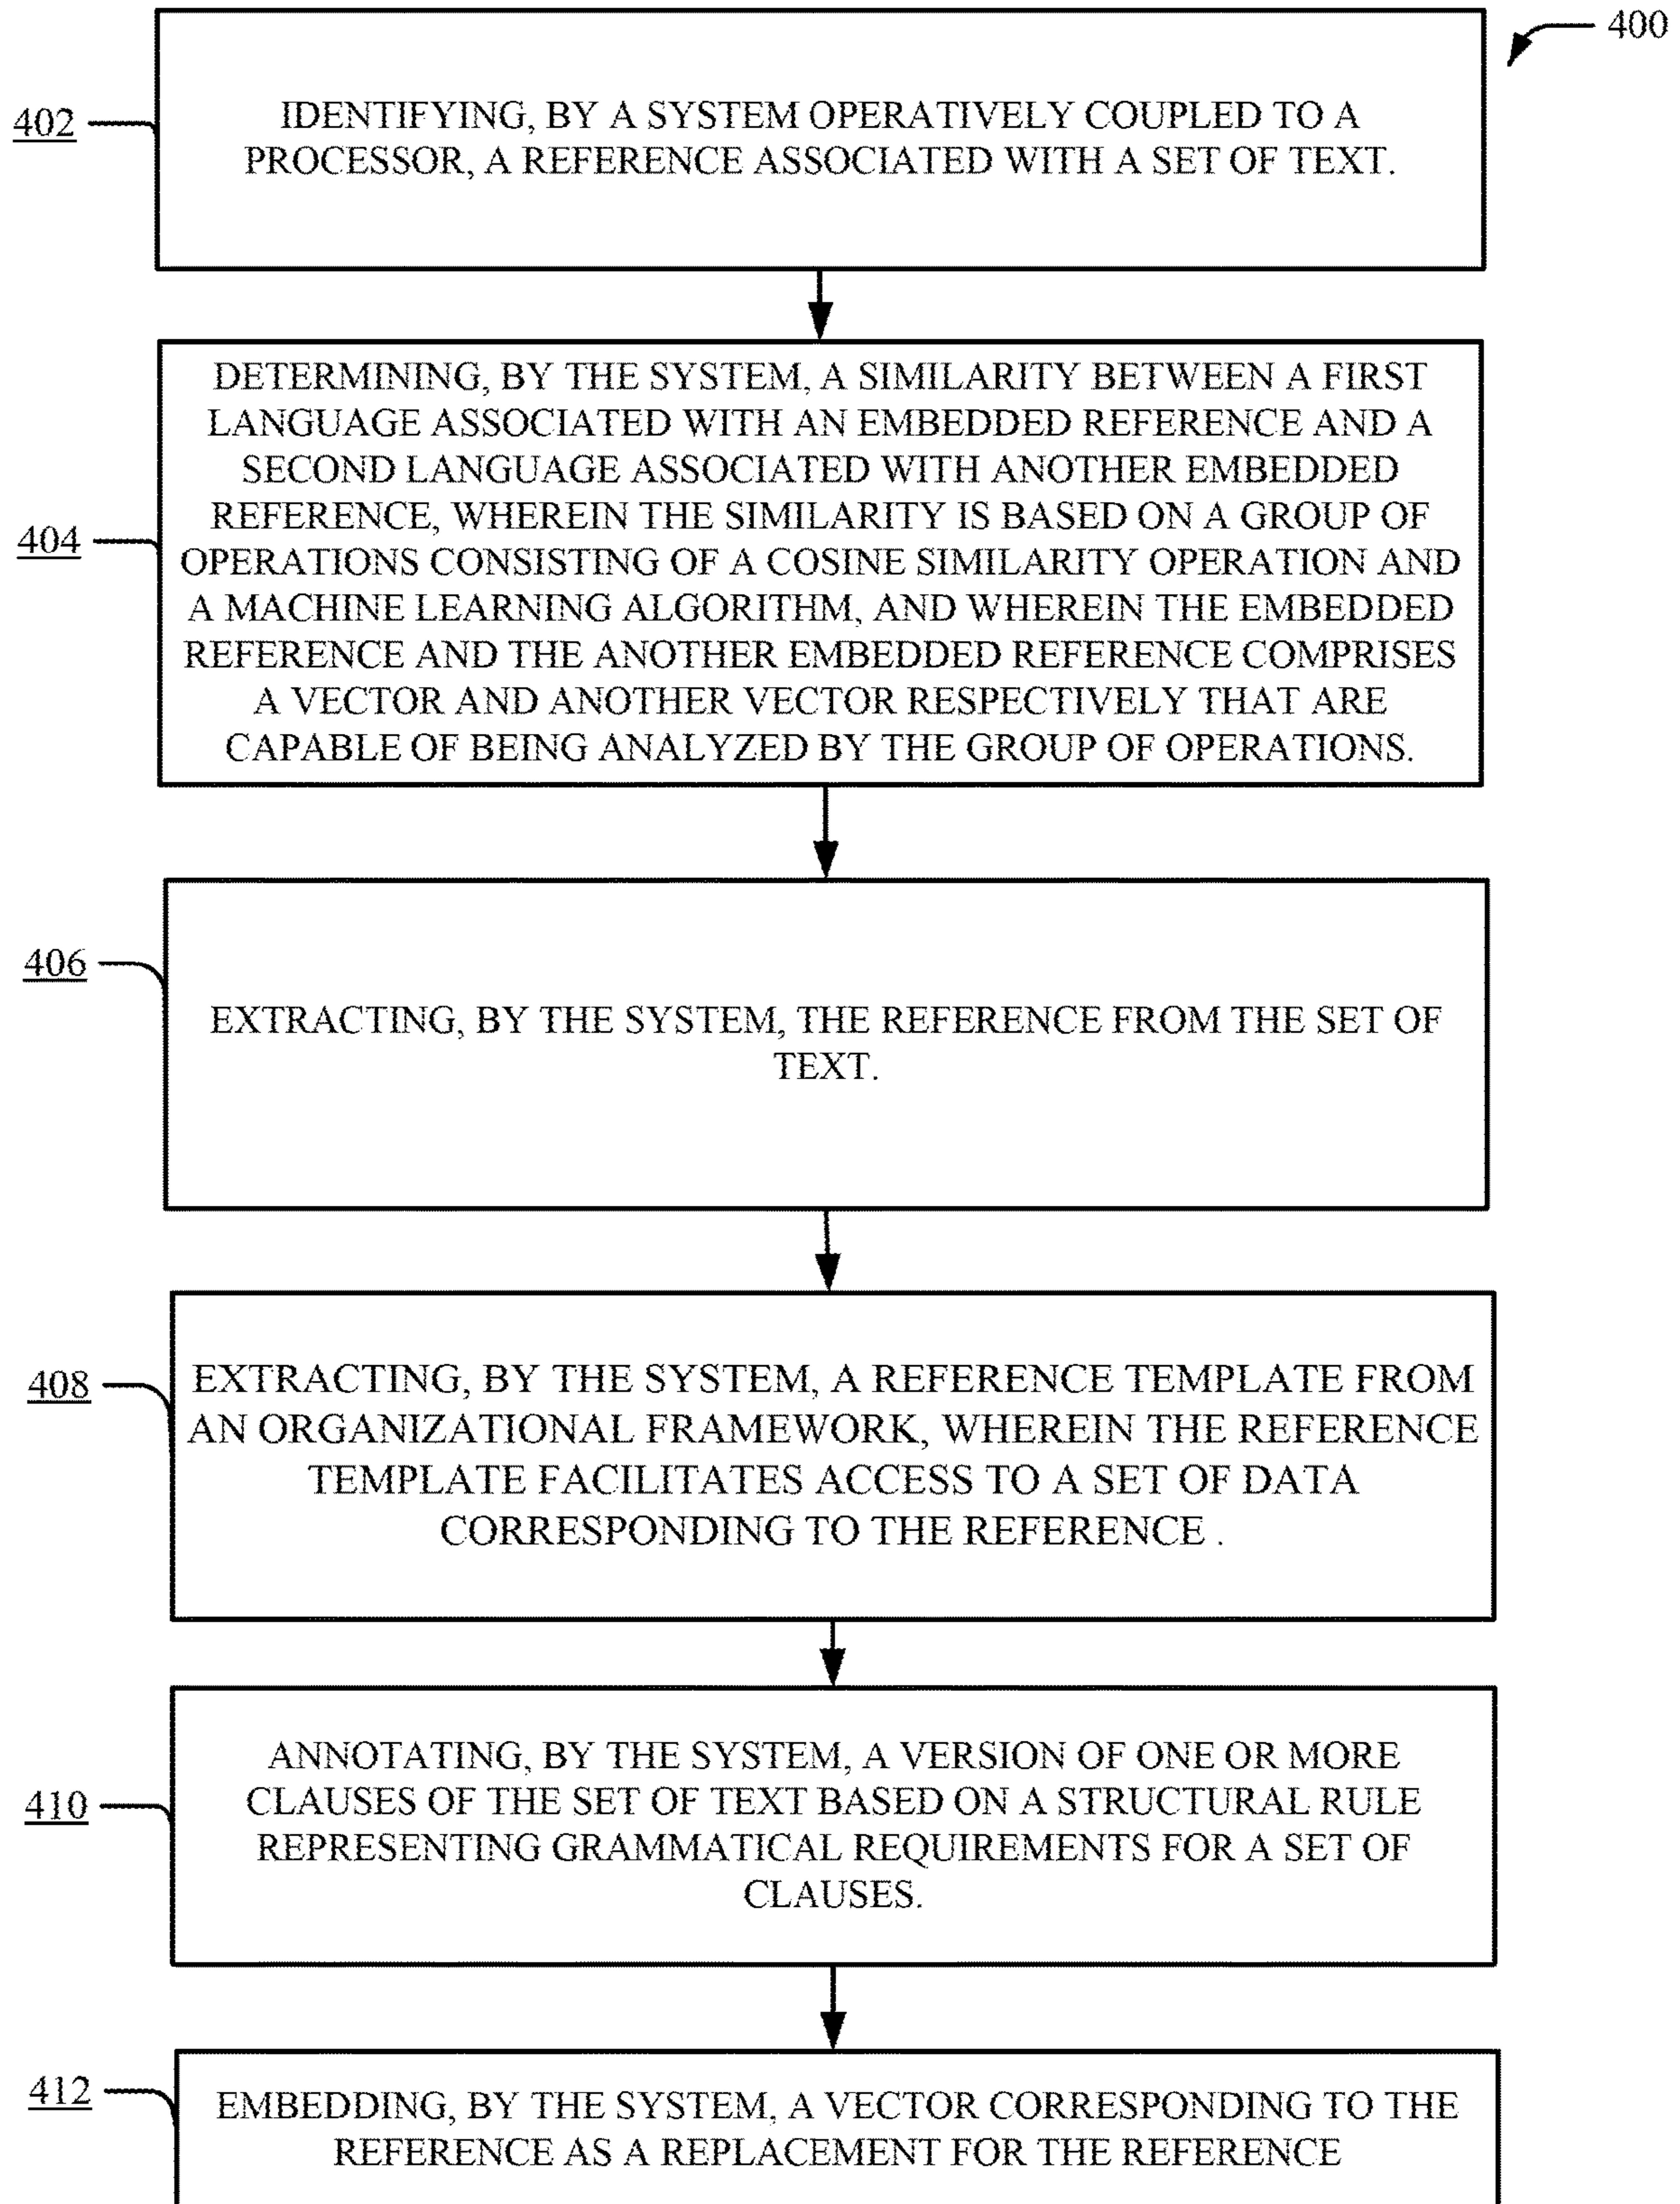 400
402
IDENTIFYING, BY A SYSTEM OPERATIVELY COUPLED TO A
PROCESSOR, A REFERENCE ASSOCIATED WITH A SET OF TEXT.
404
DETERMINING, BY THE SYSTEM, A SIMILARITY BETWEEN A FIRST
LANGUAGE ASSOCIATED WITH AN EMBEDDED REFERENCE AND A
SECOND LANGUAGE ASSOCIATED WITH ANOTHER EMBEDDED
REFERENCE, WHEREIN THE SIMILARITY IS BASED ON A GROUP OF
OPERATIONS CONSISTING OF A COSINE SIMILARITY OPERATION AND
A MACHINE LEARNING ALGORITHM, AND WHEREIN THE EMBEDDED
REFERENCE AND THE ANOTHER EMBEDDED REFERENCE COMPRISES
A VECTOR AND ANOTHER VECTOR RESPECTIVELY THAT ARE
CAPABLE OF BEING ANALYZED BY THE GROUP OF OPERATIONS.
406
EXTRACTING, BY THE SYSTEM, THE REFERENCE FROM THE SET OF
TEXT.
408
EXTRACTING, BY THE SYSTEM, A REFERENCE TEMPLATE FROM
AN ORGANIZATIONAL FRAMEWORK, WHEREIN THE REFERENCE
TEMPLATE FACILITATES ACCESS TO A SET OF DATA
CORRESPONDING TO THE REFERENCE .
410
ANNOTATING, BY THE SYSTEM, A VERSION OF ONE OR MORE
CLAUSES OF THE SET OF TEXT BASED ON A STRUCTURAL RULE
REPRESENTING GRAMMATICAL REQUIREMENTS FOR A SET OF
CLAUSES.
412
EMBEDDING, BY THE SYSTEM, A VECTOR CORRESPONDING TO THE
REFERENCE AS A REPLACEMENT FOR THE REFERENCE